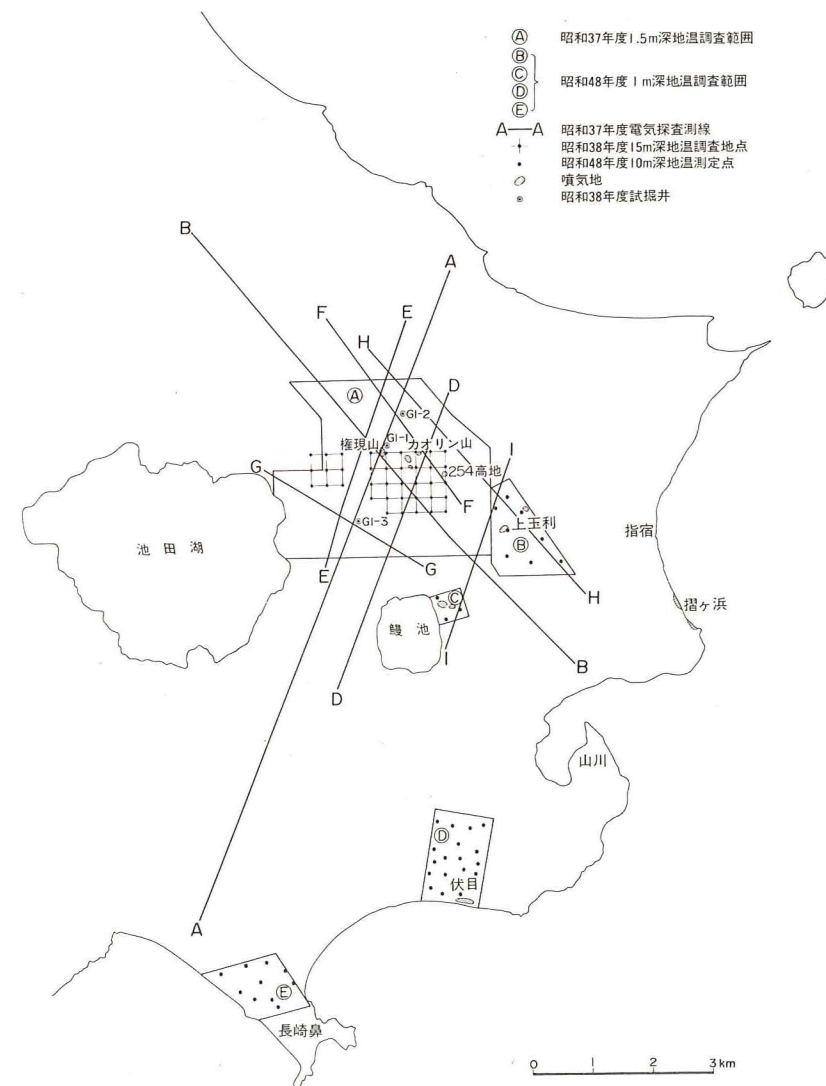 Ⓐ 昭和37年度1.5m深地温調査範囲
Ⓑ
Ⓒ
Ⓓ
Ⓔ
昭和48年度1m深地温調査範囲
A—A 昭和37年度電気探査測線
昭和38年度15m深地温調査地点
昭和48年度10m深地温測定点
噴気地
昭和38年度試掘井
B
A
F
E
H
D
Ⓐ
GI-2
GI-1
権現山
カオリン山
I
G
254高地
F
GI-3
上玉利
Ⓑ
指宿
池田湖
E
G
H
Ⓒ
摺ヶ浜
鰻池
I
B
D
山川
Ⓓ
伏目
A
Ⓔ
長崎鼻
0 1 2 3km